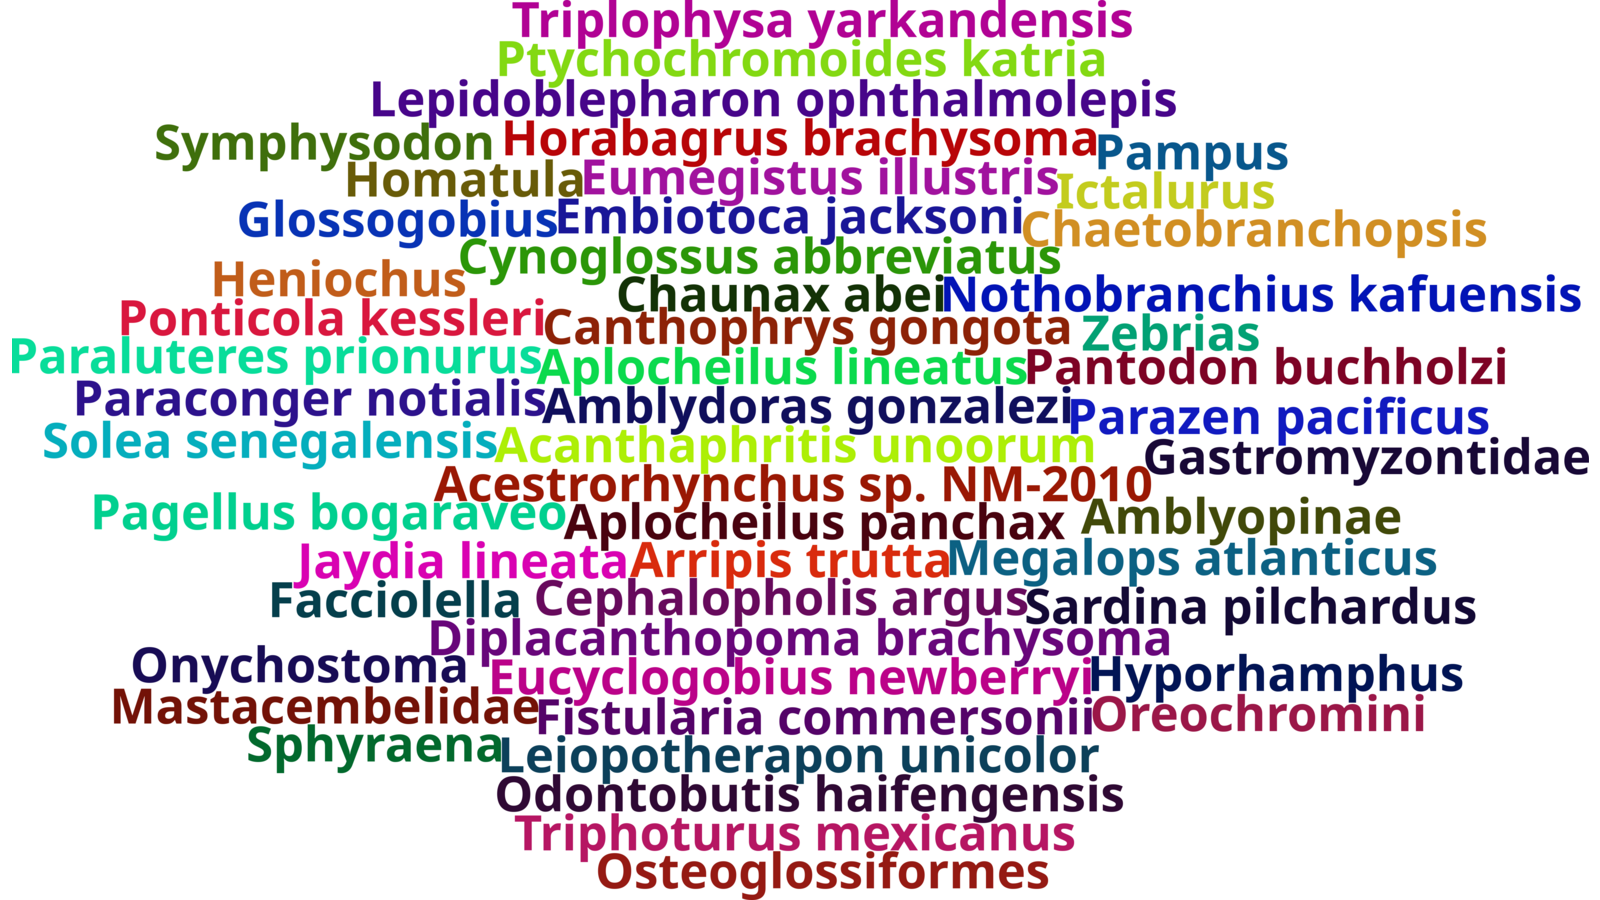 Triplophysa yarkandensis
Ptychochromoides katria
Lepidoblepharon ophthalmolepis
Symphysodon Horabagrus brachysoma Pampus
Homatula Eumegistus illustris Ictalurus
Glossogobius Embiotoca jacksoni Chaetobranchopsis
Cynoglossus abbreviatus
Heniochus Chaunax abei Nothobranchius kafuensis
Ponticola kessleri Canthophrys gongota Zebrias
Paraluteres prionurus Aplocheilus lineatus Pantodon buchholzi
Paraconger notialis Amblydoras gonzalezi Parazen pacificus
Solea senegalensis Acanthaphritis unoorum Gastromyzontidae
Acestrorhynchus sp. NM-2010
Pagellus bogaraveo Aplocheilus panchax Amblyopinae
Jaydia lineata Arripis trutta Megalops atlanticus
Facciolella Cephalopholis argus Sardina pilchardus
Diplacanthopoma brachysoma
Onychostoma Eucyclogobius newberryi Hyporhamphus
Mastacembelidae Fistularia commersonii Oreochromini
Sphyraena Leiopotherapon unicolor
Odontobutis haifengensis
Triphoturus mexicanus
Osteoglossiformes